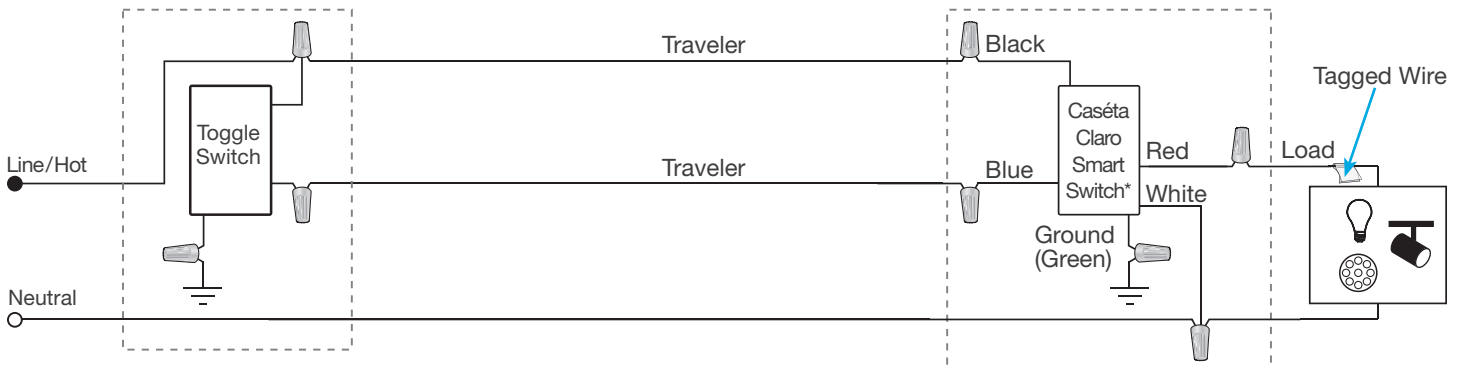 Traveler
Black
Tagged Wire
Toggle
Switch
Caséta
Claro
Smart
Switch*
Line/Hot
Traveler
Blue
Red
Load
White
Ground
(Green)
Neutral